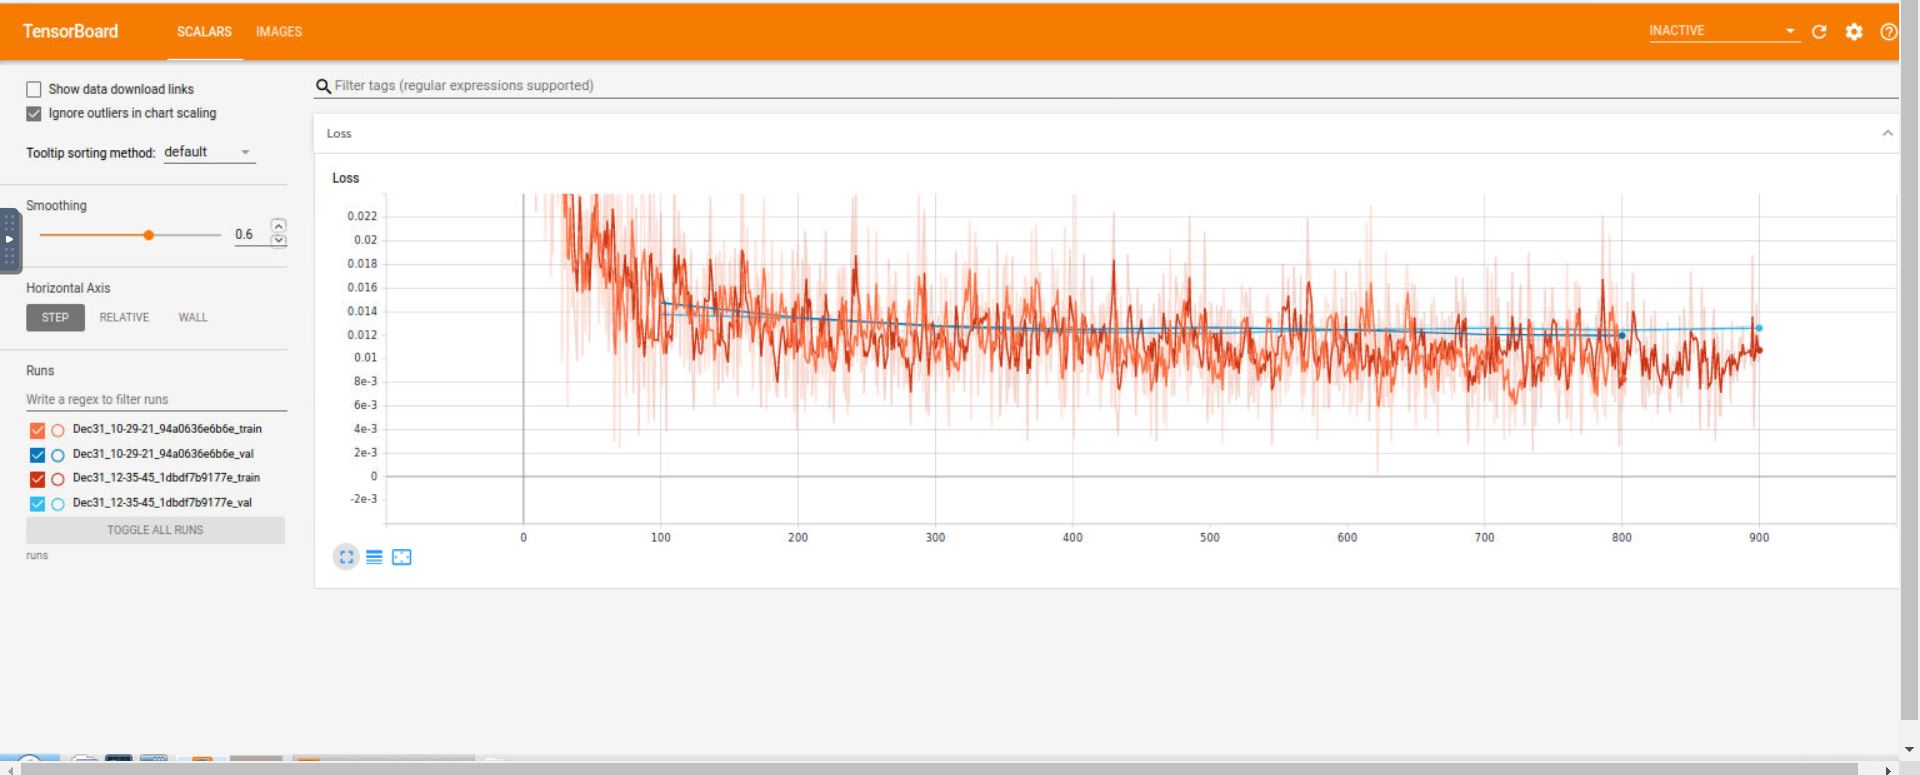 TensorBoard SCALARS IMAGES INACTIVE
Show data download links
Ignore outliers in chart scaling
Tooltip sorting method: default
Smoothing
0.6
Horizontal Axis
STEP RELATIVE WALL
Runs
Write a regex to filter runs
Dec31_10-29-21_94a0636e6b6e_train
Dec31_10-29-21_94a0636e6b6e_val
Dec31_12-35-45_1dbdf7b9177e_train
Dec31_12-35-45_1dbdf7b9177e_val
TOGGLE ALL RUNS
runs
Filter tags (regular expressions supported)
Loss
Loss
0.022
0.02
0.018
0.016
0.014
0.012
0.01
8e-3
6e-3
4e-3
2e-3
0
-2e-3
0 100 200 300 400 500 600 700 800 900